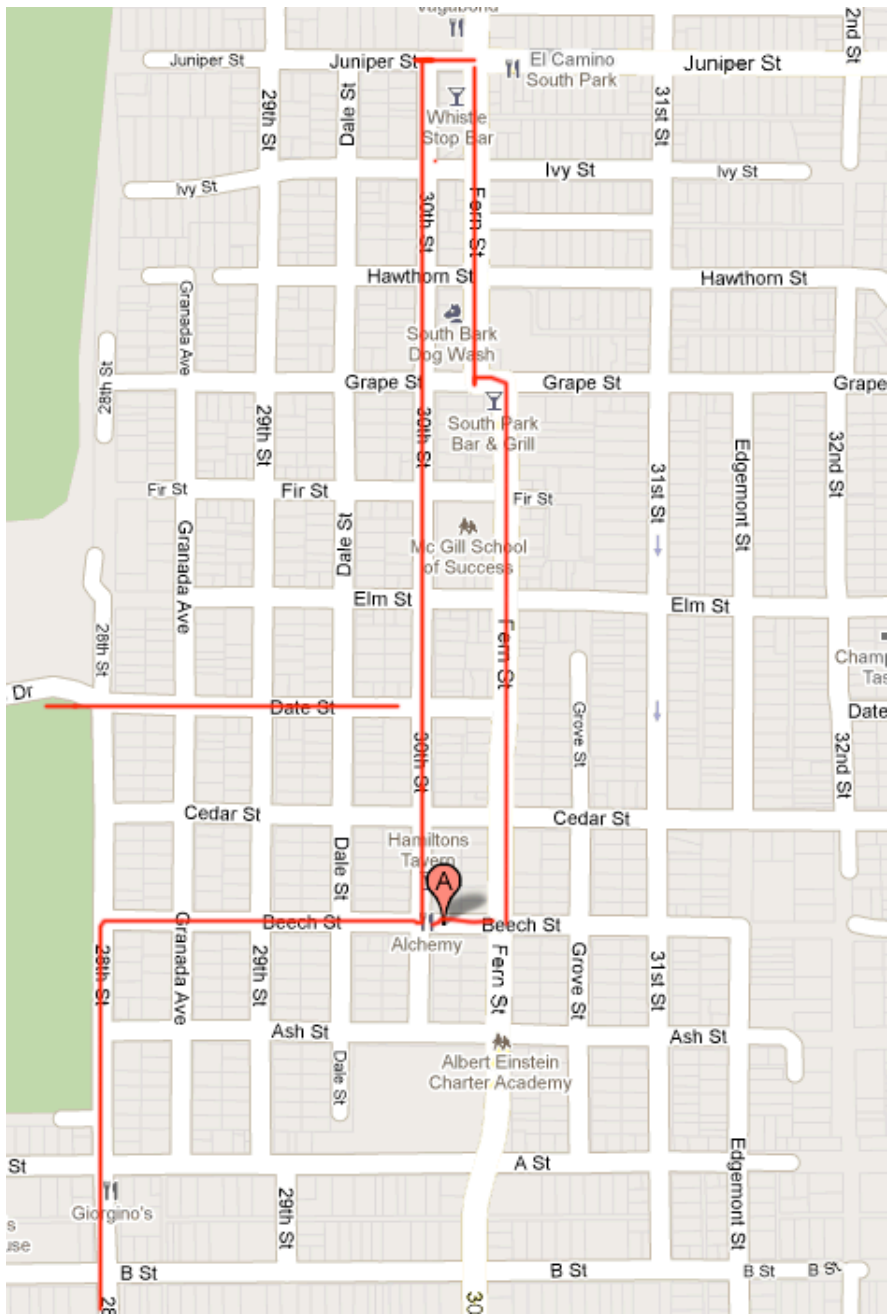 Vagabond
2nd St
Juniper St
Juniper St
El Camino
South Park
Juniper St
29th St
Dale St
Whistle
Stop Bar
31st St
Ivy St
Ivy St
Ivy St
30th St
Fern St
Hawthorn St
Hawthorn St
Granada Ave
South Bark
Dog Wash
28th St
Grape St
Grape St
Grape
29th St
30th St
South Park
Bar & Grill
Edgemont St
32nd St
31st St
Fir St
Fir St
Fir St
Granada Ave
Dale St
Mc Gill School
of Success
Elm St
Elm St
28th St
Fern St
Champ
Tas
Dr
Date St
Grove St
Date
30th St
32nd St
Cedar St
Cedar St
Hamiltons
Tavern
Dale St
A
Granada Ave
Beech St
Beech St
Alchemy
28th St
29th St
Fern St
Grove St
31st St
Ash St
Ash St
Dale St
Albert Einstein
Charter Academy
Edgemont St
St
A St
Giorgino's
s
use
29th St
B St
B St
B St
B St
28
30